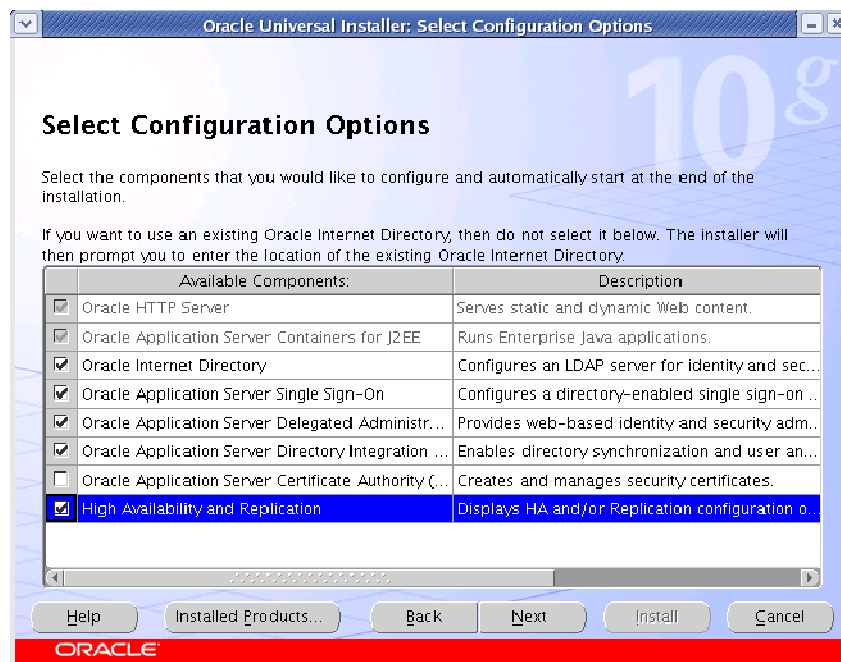 Oracle Universal Installer: Select Configuration Options
10g
Select Configuration Options
Select the components that you would like to configure and automatically start at the end of the
installation.
If you want to use an existing Oracle Internet Directory, then do not select it below. The installer will
then prompt you to enter the location of the existing Oracle Internet Directory.
Available Components: Description
Oracle HTTP Server Serves static and dynamic Web content.
Oracle Application Server Containers for J2EE Runs Enterprise Java applications.
Oracle Internet Directory Configures an LDAP server for identity and sec...
Oracle Application Server Single Sign-On Configures a directory-enabled single sign-on ...
Oracle Application Server Delegated Administr... Provides web-based identity and security adm...
Oracle Application Server Directory Integration ... Enables directory synchronization and user an...
Oracle Application Server Certificate Authority (... Creates and manages security certificates.
High Availability and Replication Displays HA and/or Replication configuration o...
Help Installed Products... Back Next Install Cancel
ORACLE